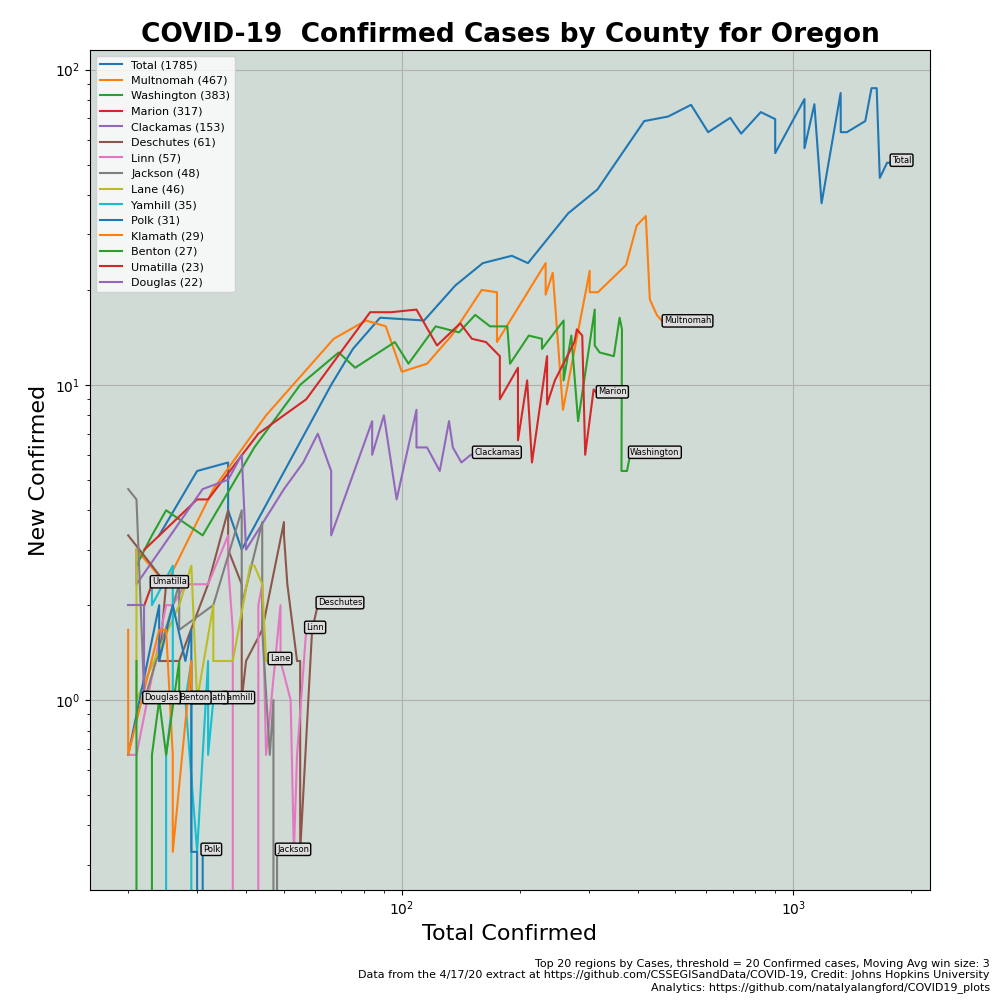 COVID-19  Confirmed Cases by County for Oregon
Total (1785)
Multnomah (467)
Washington (383)
Marion (317)
Clackamas (153)
Deschutes (61)
Linn (57)
Jackson (48)
Lane (46)
Yamhill (35)
Polk (31)
Klamath (29)
Benton (27)
Umatilla (23)
Douglas (22)
10²
10¹
10⁰
New Confirmed
Total
Multnomah
Marion
Clackamas
Washington
Umatilla
Deschutes
Linn
Lane
Douglas Benton ath amhill
Polk
Jackson
10² 10³
Total Confirmed
Top 20 regions by Cases, threshold = 20 Confirmed cases, Moving Avg win size: 3
Data from the 4/17/20 extract at https://github.com/CSSEGISandData/COVID-19, Credit: Johns Hopkins University
Analytics: https://github.com/natalyalangford/COVID19_plots